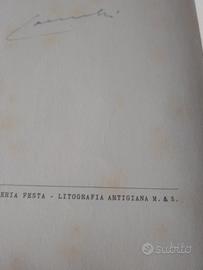 ERIA FESTA - LITOGRAFIA ARTIGIANA M. & S.
subito